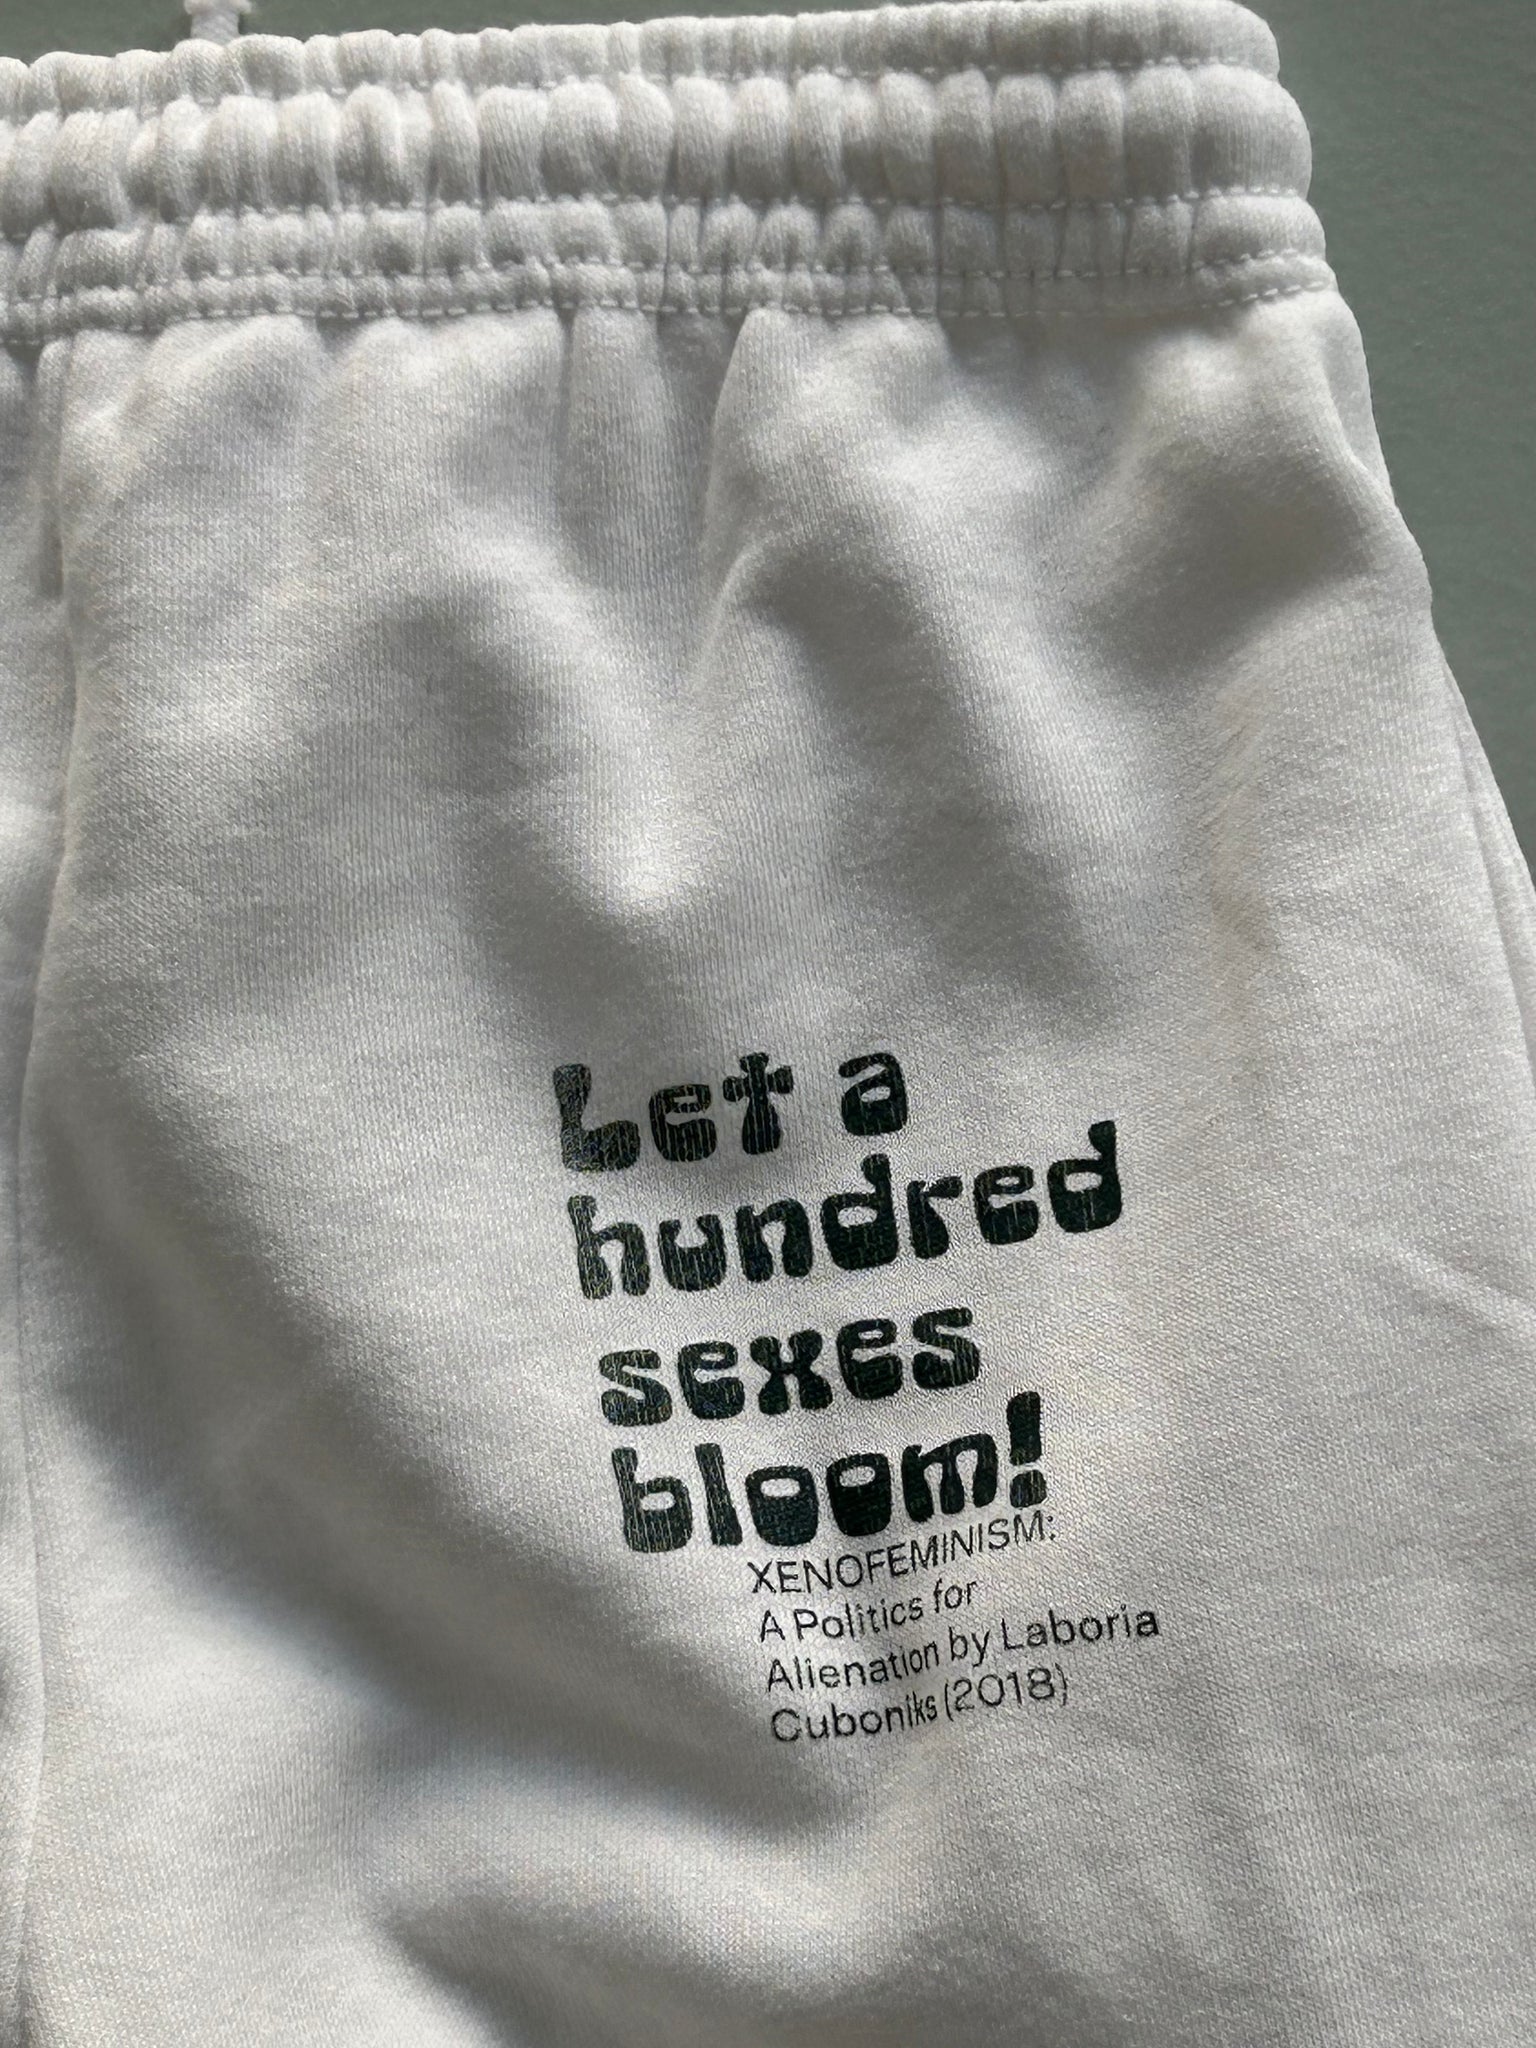 Let a
hundred
sexes
bloom!
XENOFEMINISM:
A Politics for
Alienation by Laboria
Cuboniks (2018)